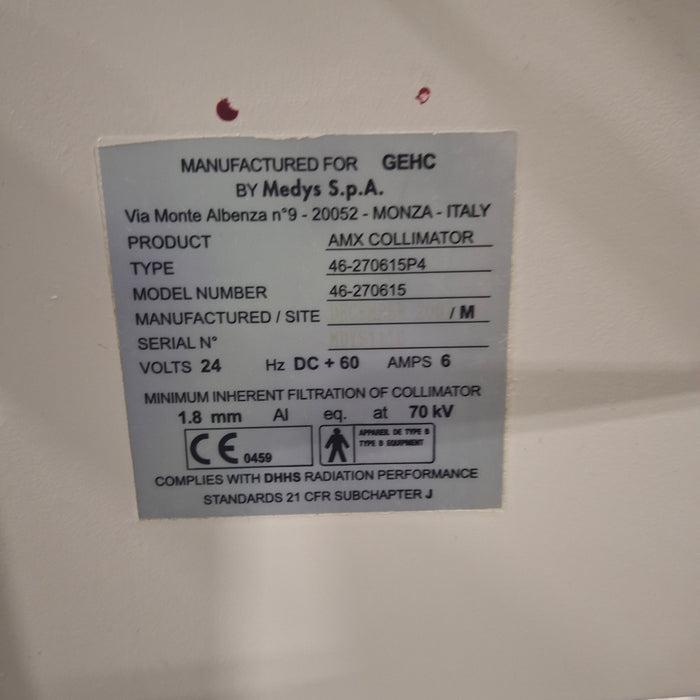 MANUFACTURED FOR GEHC
BY Medys S.p.A.
Via Monte Albenza n°9 - 20052 - MONZA - ITALY
PRODUCT AMX COLLIMATOR
TYPE 46-270615P4
MODEL NUMBER 46-270615
MANUFACTURED / SITE / M
SERIAL N°
VOLTS 24 Hz DC + 60 AMPS 6
MINIMUM INHERENT FILTRATION OF COLLIMATOR
1.8 mm Al eq. at 70 kV
CE 0459
APPAREIL DE TYPE B
TYPE B EQUIPMENT
COMPLIES WITH DHHS RADIATION PERFORMANCE
STANDARDS 21 CFR SUBCHAPTER J